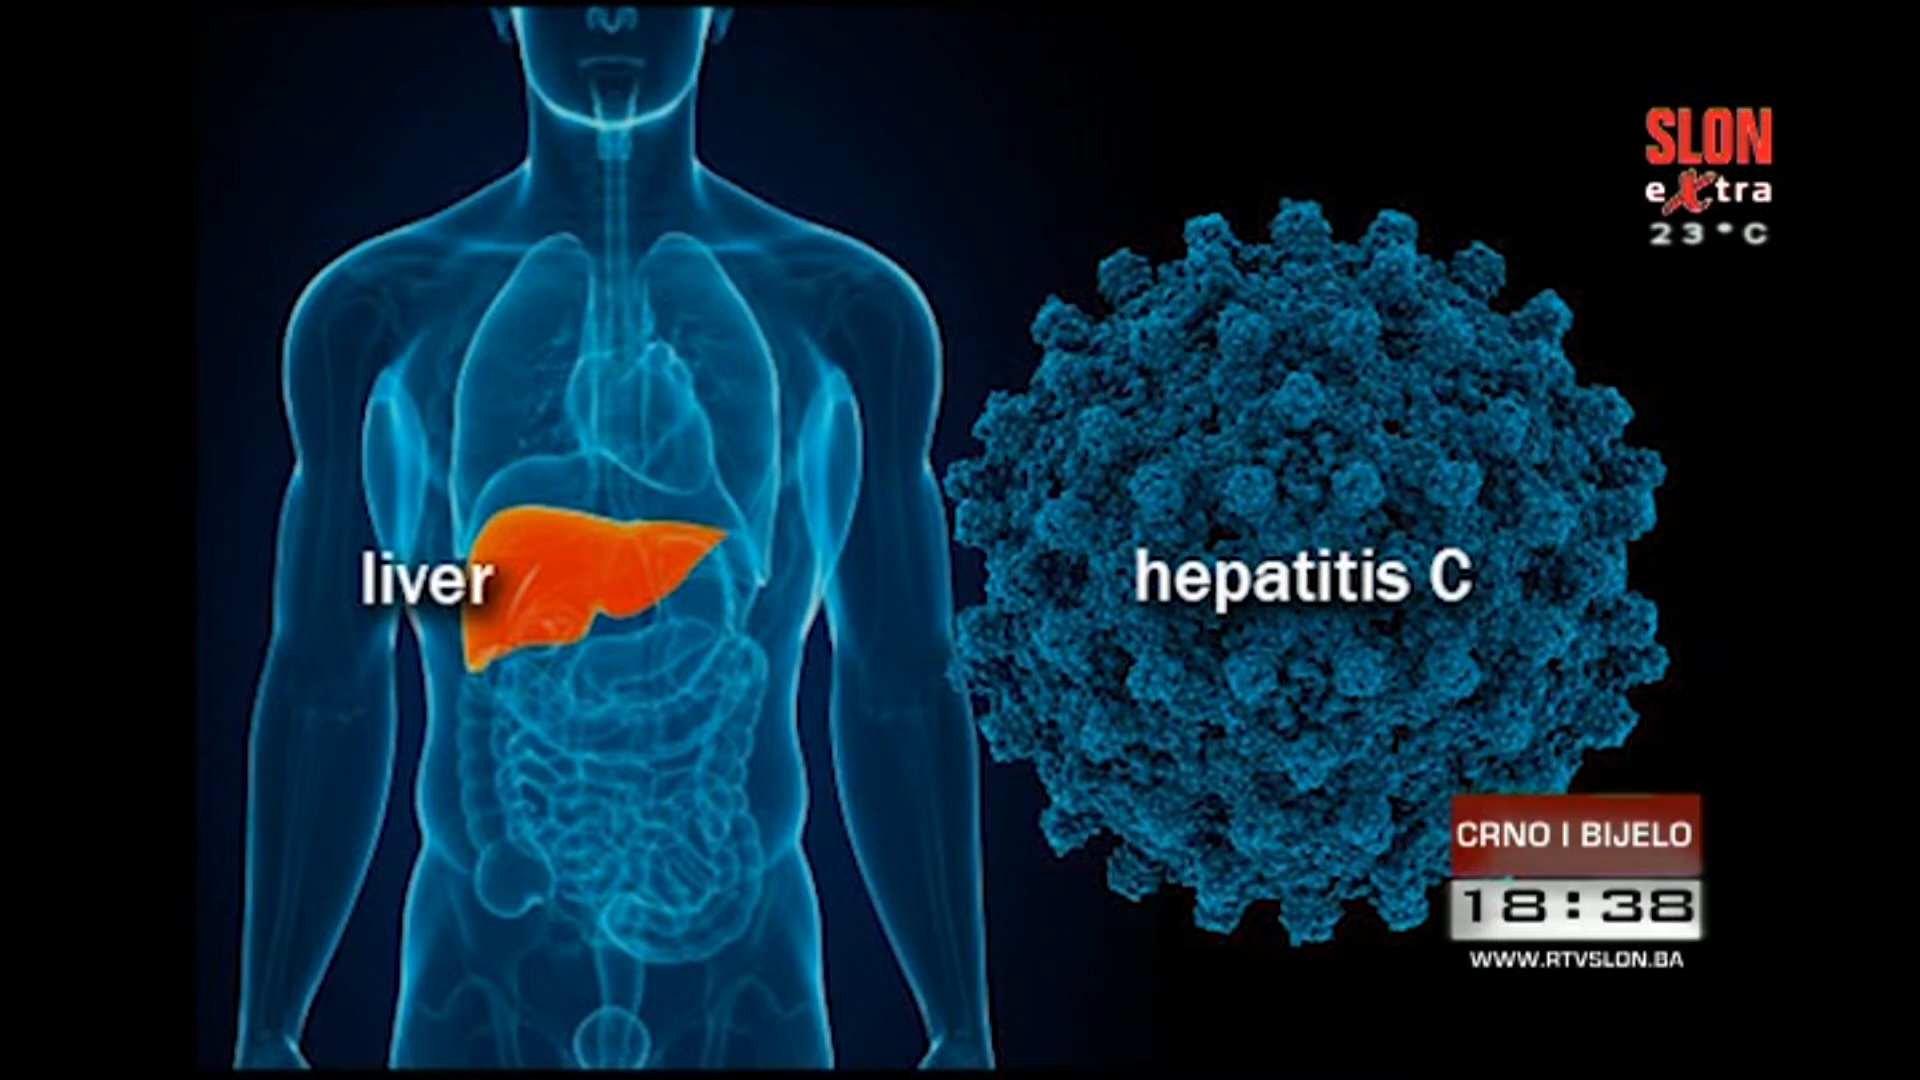 SLON
extra
23°C
liver
hepatitis C
CRNO I BIJELO
18:38
WWW.RTVSLON.BA